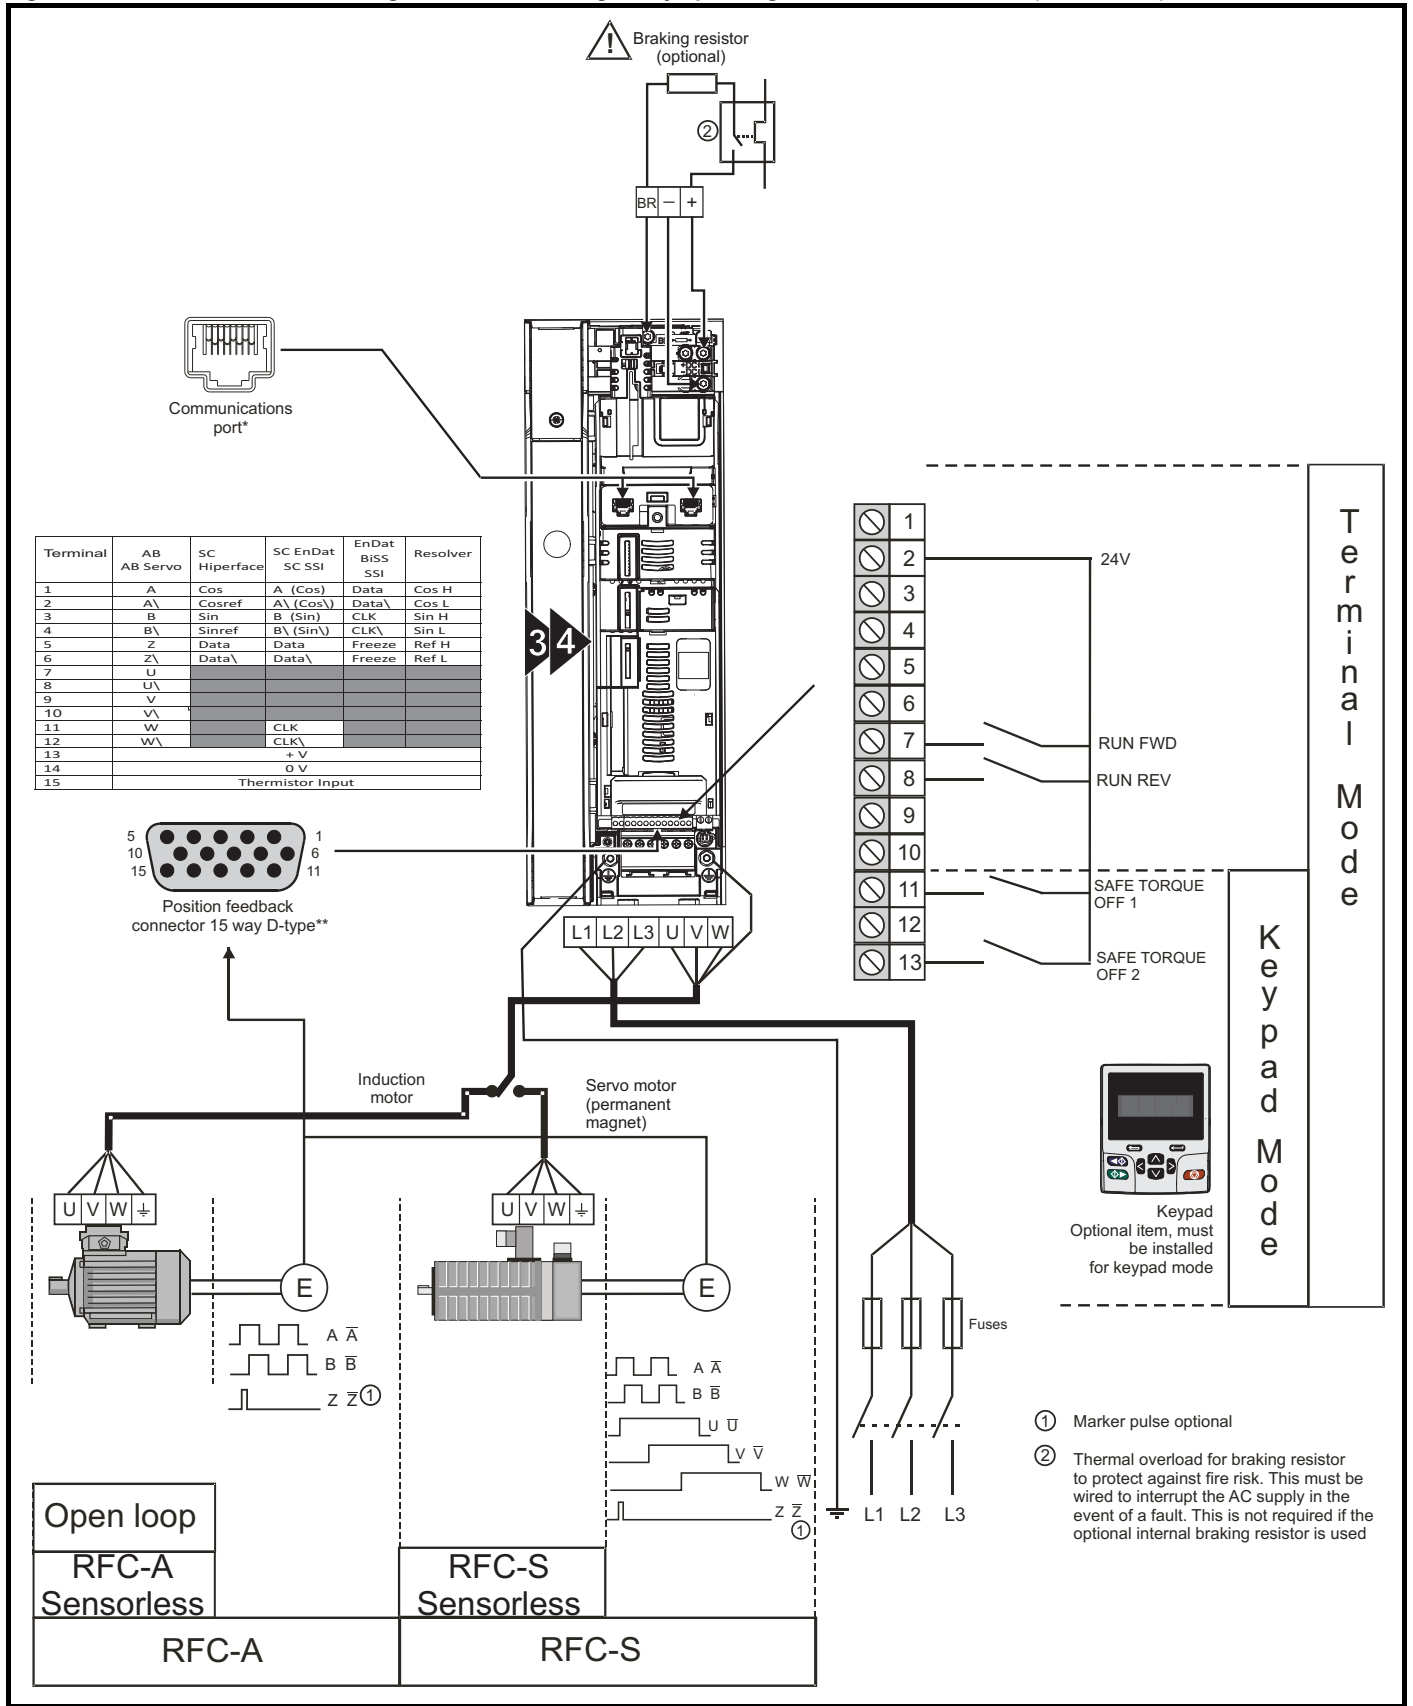 Braking resistor
(optional)
2
BR − +
Communications
port*
Terminal AB AB Servo SC Hiperface SC EnDat SC SSI EnDat BiSS SSI Resolver
1 A Cos A (Cos) Data Cos H
2 A\ Cosref A\ (Cos\) Data\ Cos L
3 B Sin B (Sin) CLK Sin H
4 B\ Sinref B\ (Sin\) CLK\ Sin L
5 Z Data Data Freeze Ref H
6 Z\ Data\ Data\ Freeze Ref L
7 U
8 U\
9 V
10 V\
11 W CLK
12 W\ CLK\
13 + V
14 0 V
15 Thermistor Input
3 4
5 1
10 6
15 11
Position feedback
connector 15 way D-type**
L1 L2 L3 U V W
1
2
3
4
5
6
7
8
9
10
11
12
13
24V
RUN FWD
RUN REV
SAFE TORQUE
OFF 1
SAFE TORQUE
OFF 2
Terminal Mode
Keypad Mode
Keypad
Optional item, must
be installed
for keypad mode
Induction
motor
Servo motor
(permanent
magnet)
U V W
U V W
E
E
A A̅
B B̅
Z Z̅ 1
A A̅
B B̅
U U̅
V V̅
W W̅
Z Z̅
1
Fuses
L1 L2 L3
1 Marker pulse optional
2 Thermal overload for braking resistor
to protect against fire risk. This must be
wired to interrupt the AC supply in the
event of a fault. This is not required if the
optional internal braking resistor is used
Open loop
RFC-A
Sensorless
RFC-S
Sensorless
RFC-A
RFC-S